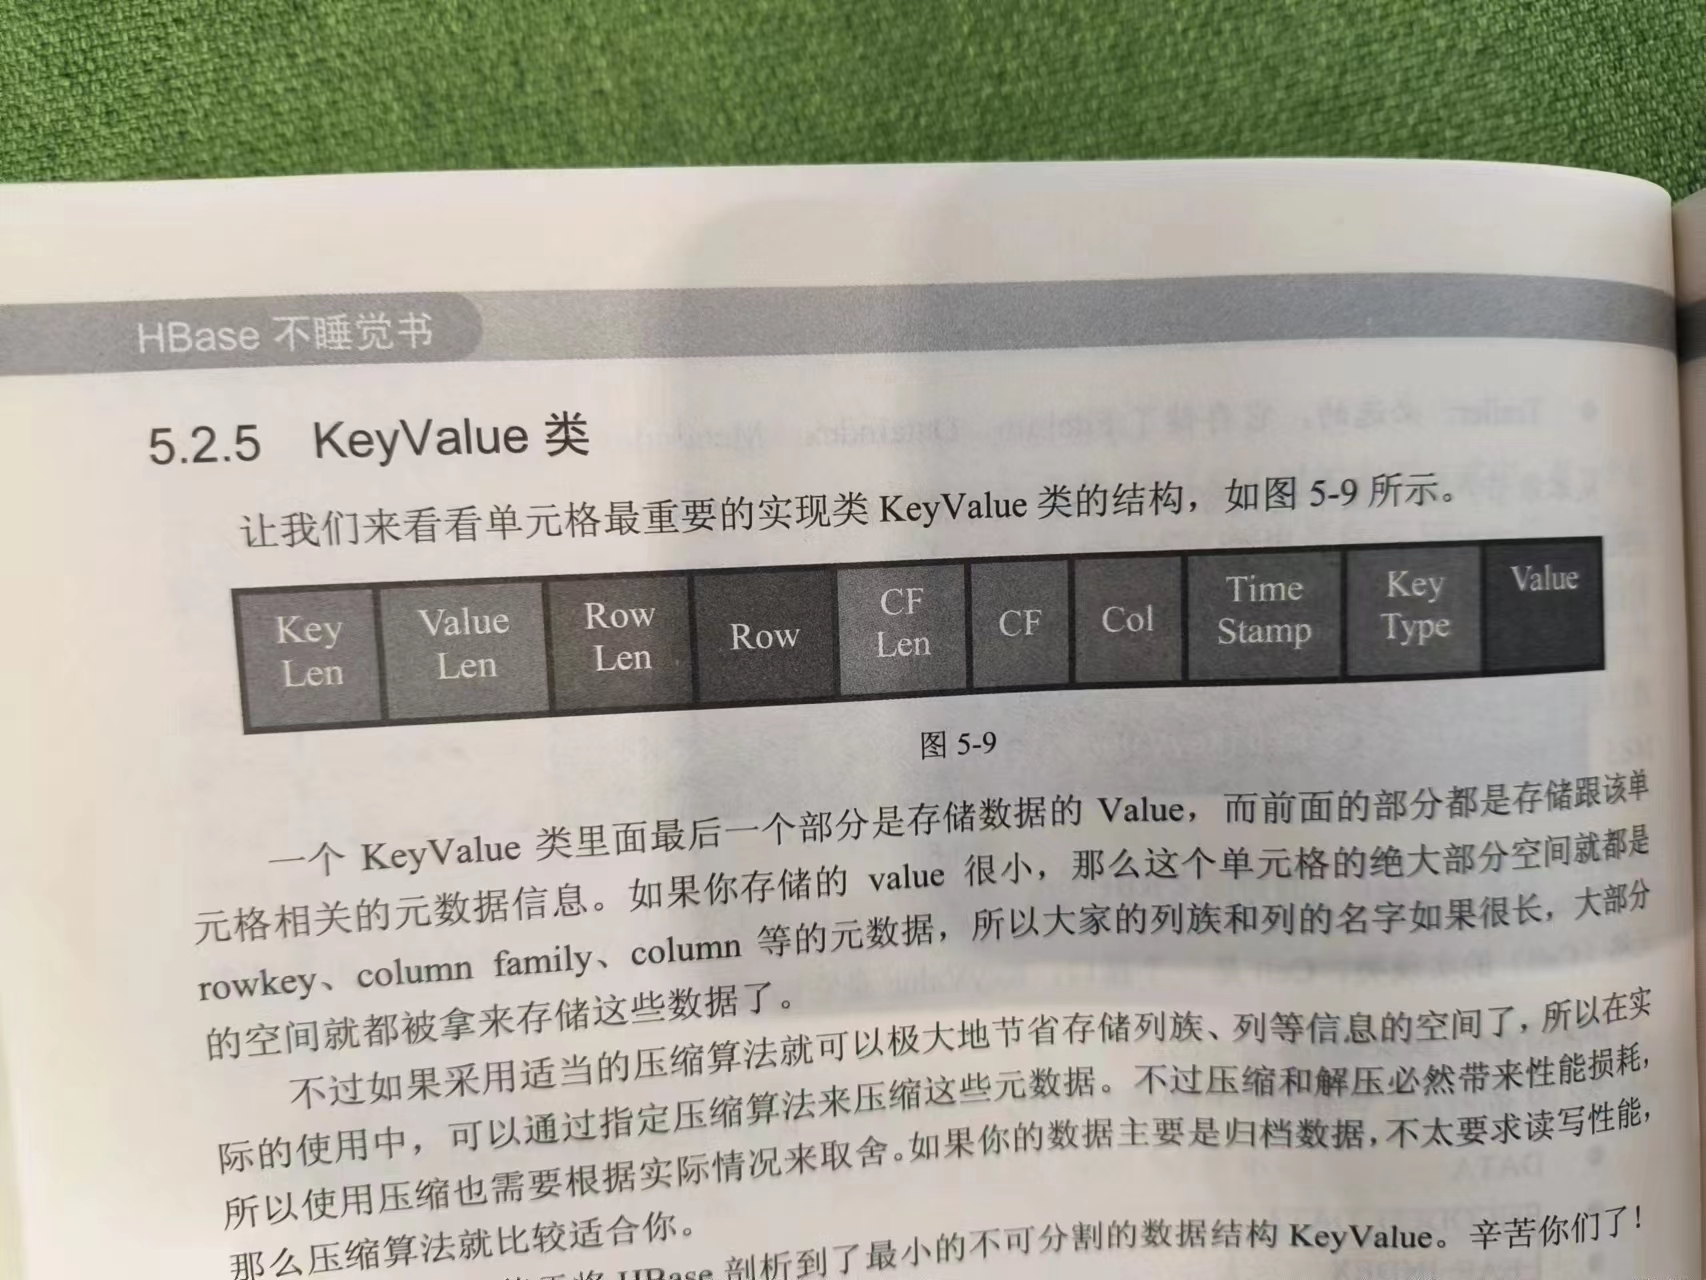 HBase 不睡觉书
5.2.5 KeyValue 类
让我们来看看单元格最重要的实现类 KeyValue 类的结构，如图 5-9 所示。
Key Len Value Len Row Len Row CF Len CF Col Time Stamp Key Type Value
图 5-9
一个 KeyValue 类里面最后一个部分是存储数据的 Value，而前面的部分都是存储跟该单
元格相关的元数据信息。如果你存储的 value 很小，那么这个单元格的绝大部分空间就都是
rowkey、column family、column 等的元数据，所以大家的列族和列的名字如果很长，大部分
的空间就都被拿来存储这些数据了。
不过如果采用适当的压缩算法就可以极大地节省存储列族、列等信息的空间了，所以在实
际的使用中，可以通过指定压缩算法来压缩这些元数据。不过压缩和解压必然带来性能损耗，
所以使用压缩也需要根据实际情况来取舍。如果你的数据主要是归档数据，不太要求读写性能，
那么压缩算法就比较适合你。
HBase 剖析到了最小的不可分割的数据结构 KeyValue。辛苦你们了！